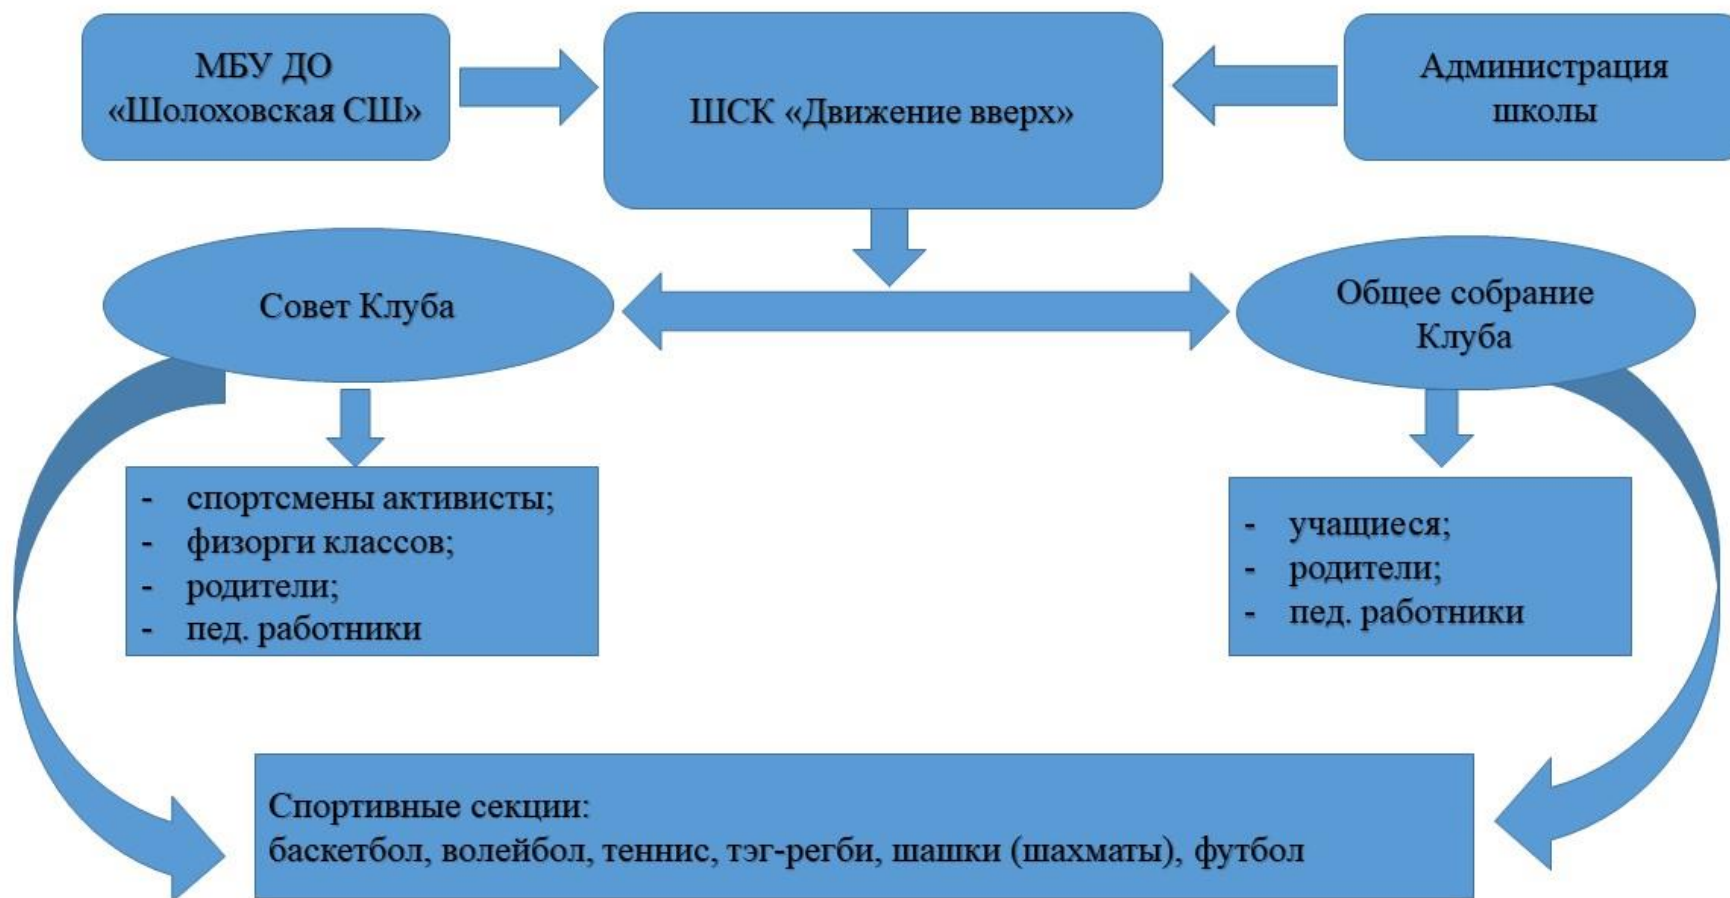 МБУ ДО
«Шолоховская СШ»
ШСК «Движение вверх»
Администрация
школы
Совет Клуба
Общее собрание
Клуба
- спортсмены активисты;
- физорги классов;
- родители;
- пед. работники
- учащиеся;
- родители;
- пед. работники
Спортивные секции:
баскетбол, волейбол, теннис, тэг-регби, шашки (шахматы), футбол